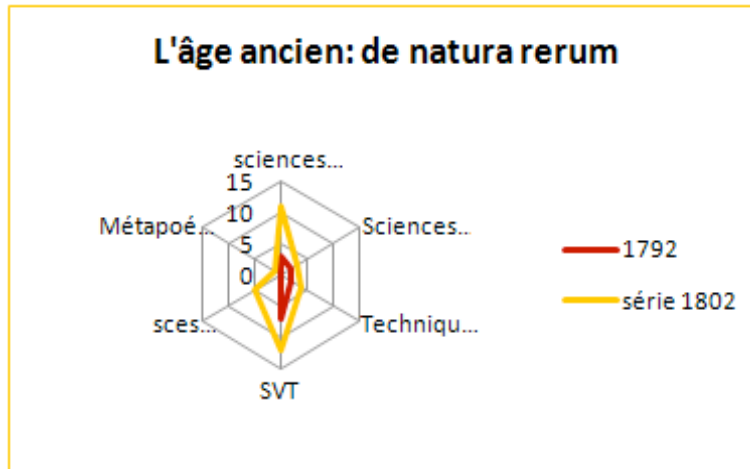 L'âge ancien: de natura rerum
sciences...
15
10
5
0
Métapoé...
Sciences...
sces...
Techniqu...
SVT
1792
série 1802